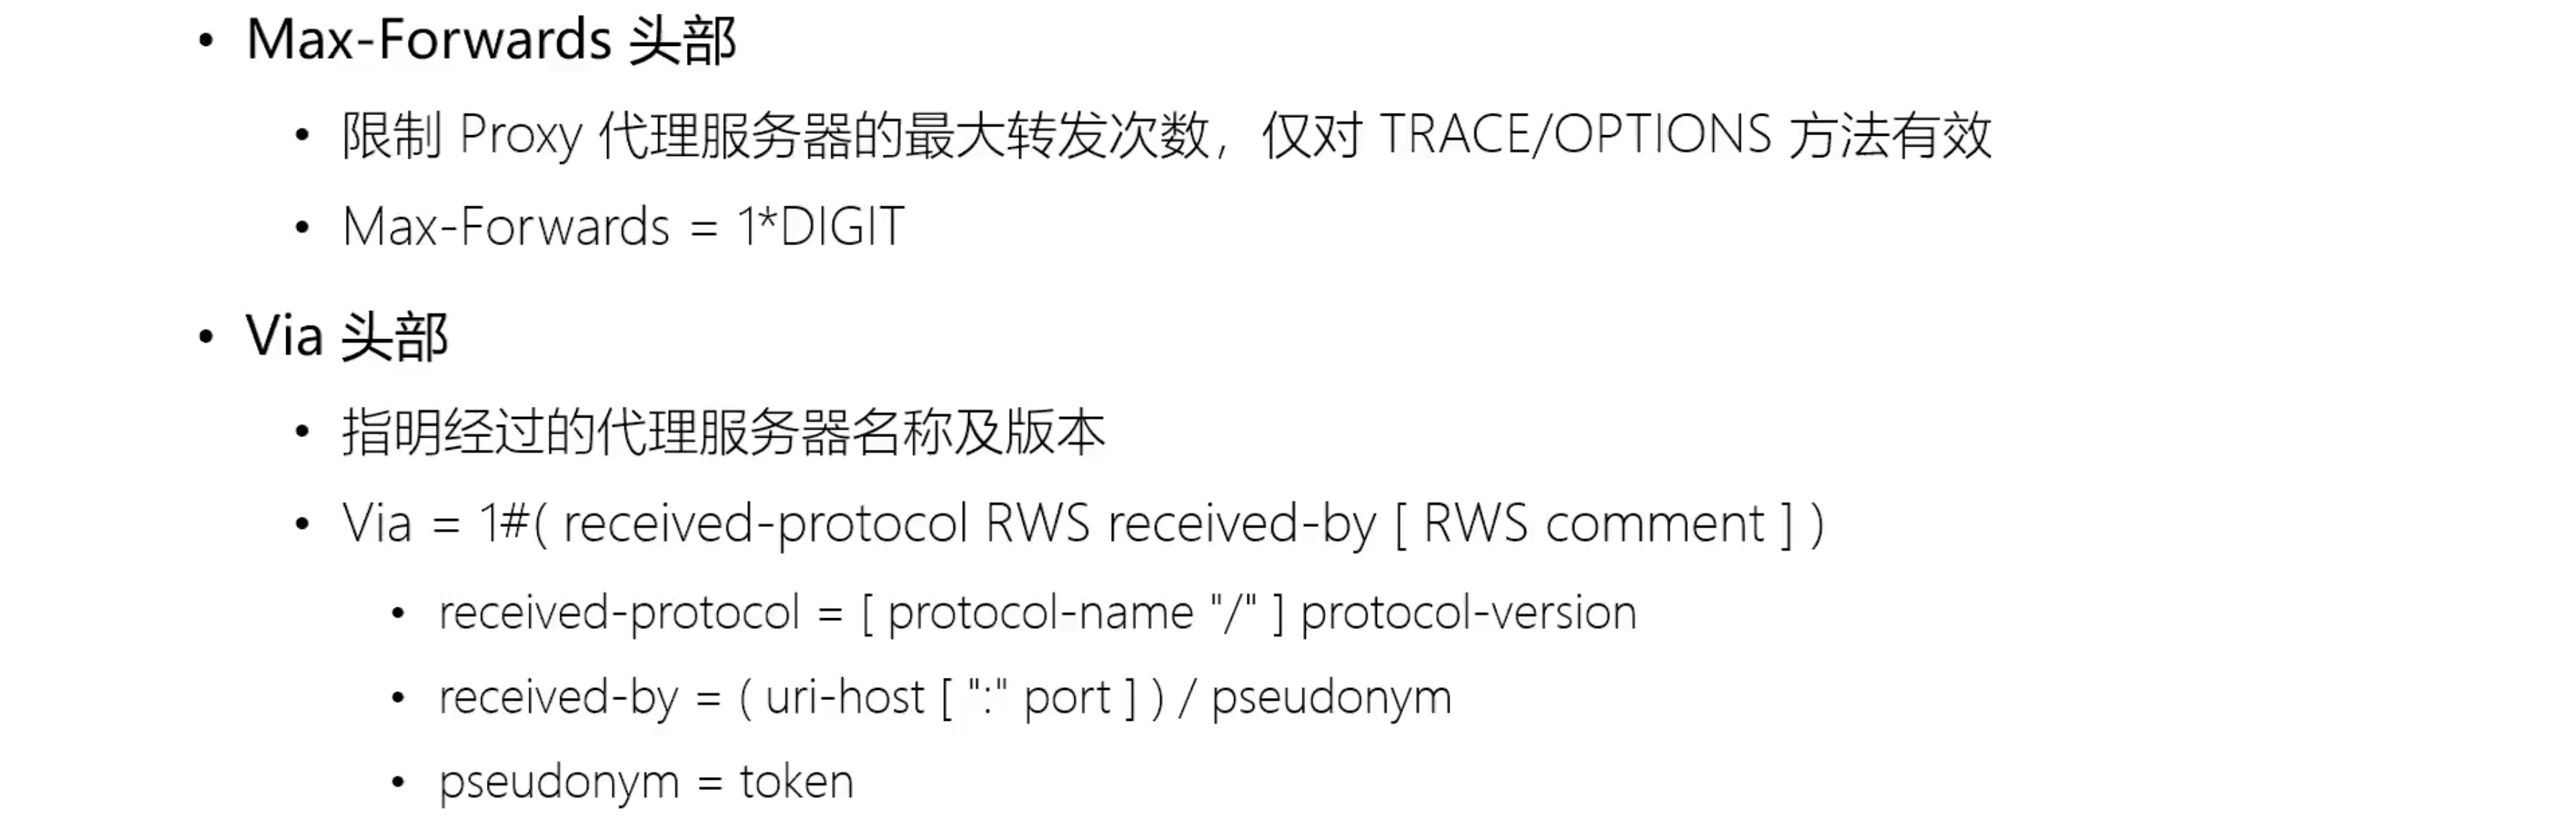 • Max-Forwards 头部
• 限制 Proxy 代理服务器的最大转发次数，仅对 TRACE/OPTIONS 方法有效
• Max-Forwards = 1*DIGIT
• Via 头部
• 指明经过的代理服务器名称及版本
• Via = 1#( received-protocol RWS received-by [ RWS comment ] )
• received-protocol = [ protocol-name "/" ] protocol-version
• received-by = ( uri-host [ ":" port ] ) / pseudonym
• pseudonym = token